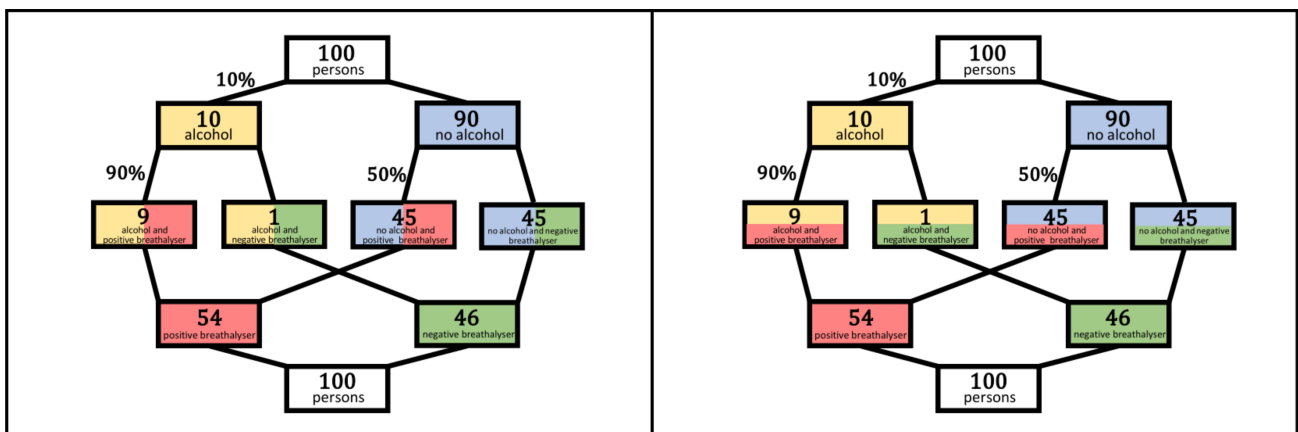 100
persons
10%
10
alcohol
90
no alcohol
90%
50%
9
alcohol and
positive breathalyser
1
alcohol and
negative breathalyser
45
no alcohol and
positive breathalyser
45
no alcohol and negative
breathalyser
54
positive breathalyser
46
negative breathalyser
100
persons
100
persons
10%
10
alcohol
90
no alcohol
90%
50%
9
alcohol and
positive breathalyser
1
alcohol and
negative breathalyser
45
no alcohol and
positive breathalyser
45
no alcohol and negative
breathalyser
54
positive breathalyser
46
negative breathalyser
100
persons